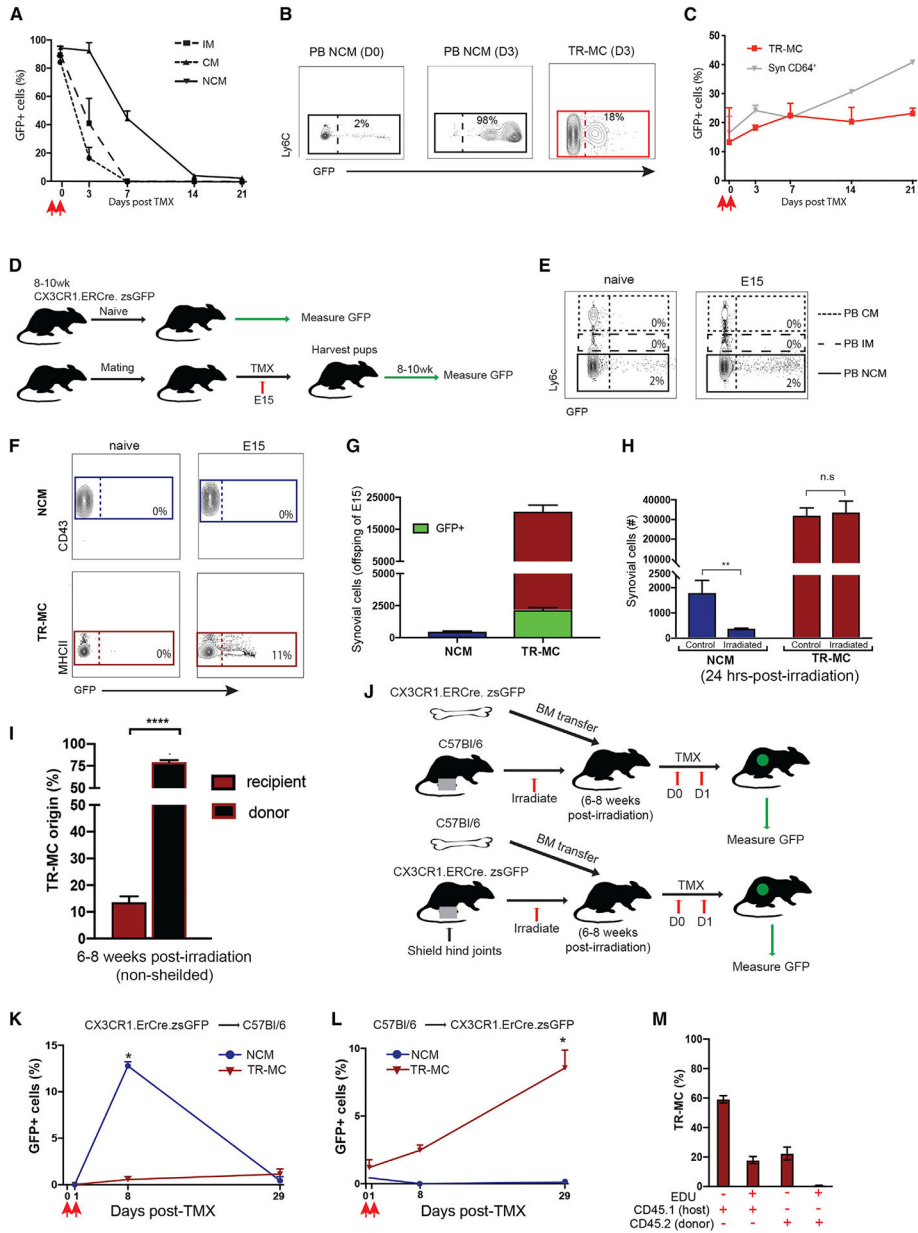 A
GFP+ cells (%)
100
80
60
40
20
0
IM
CM
NCM
0 3 7 14 21
Days post TMX
B
PB NCM (D0) PB NCM (D3) TR-MC (D3)
2% 98% 18%
Ly6C
GFP
C
GFP+ cells (%)
60
50
40
30
20
10
0
TR-MC
Syn CD64+
0 3 7 14 21
Days post TMX
D
8-10wk
CX3CR1.ERCre. zsGFP
Naive
Measure GFP
Harvest pups
Mating TMX 8-10wk Measure GFP
E15
E
naive E15
0% 0%
0% 0%
2% 2%
PB CM
PB IM
PB NCM
Ly6c
GFP
F
naive E15
NCM
CD43
0% 0%
TR-MC
MHCII
0% 11%
GFP
G
Synovial cells (offsping of E15)
25000
20000
15000
5000
2500
0
GFP+
NCM TR-MC
H
Synovial cells (#)
40000
30000
20000
10000
2500
2000
1000
0
**
n.s
Control Irradiated Control Irradiated
NCM TR-MC
(24 hrs-post-irradiation)
I
TR-MC origin (%)
100
75
50
30
20
10
0
****
recipient
donor
6-8 weeks post-irradiation
(non-sheilded)
J
CX3CR1.ERCre. zsGFP
BM transfer
C57Bl/6
TMX
Irradiate
(6-8 weeks
post-irradiation)
D0 D1
Measure GFP
C57Bl/6
BM transfer
CX3CR1.ERCre. zsGFP
TMX
Irradiate
(6-8 weeks
post-irradiation)
D0 D1
Shield hind joints
Measure GFP
K
CX3CR1.ErCre.zsGFP C57Bl/6
GFP+ cells (%)
15
10
5
0
*
NCM
TR-MC
0 1 8 29
Days post-TMX
L
C57Bl/6 CX3CR1.ErCre.zsGFP
GFP+ cells (%)
10
5
0
*
NCM
TR-MC
0 1 8 29
Days post-TMX
M
TR-MC (%)
100
80
60
40
20
0
EDU - + - +
CD45.1 (host) + + - -
CD45.2 (donor) - - + +